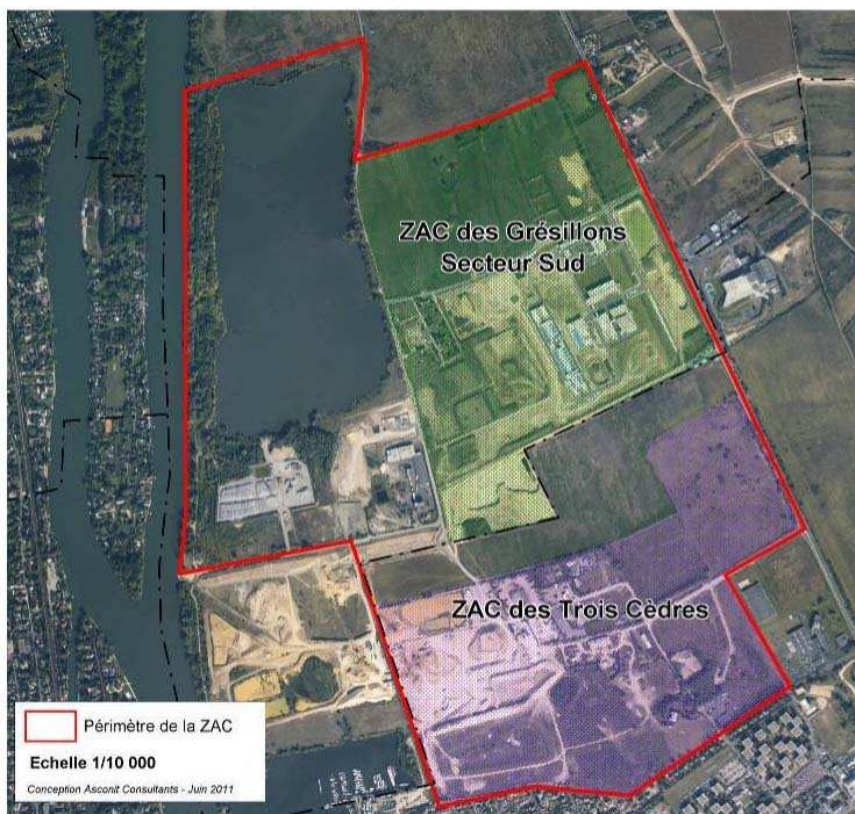 ZAC des Grésillons
Secteur Sud
ZAC des Trois Cèdres
Périmètre de la ZAC
Echelle 1/10 000
Conception Asconit Consultants - Juin 2011